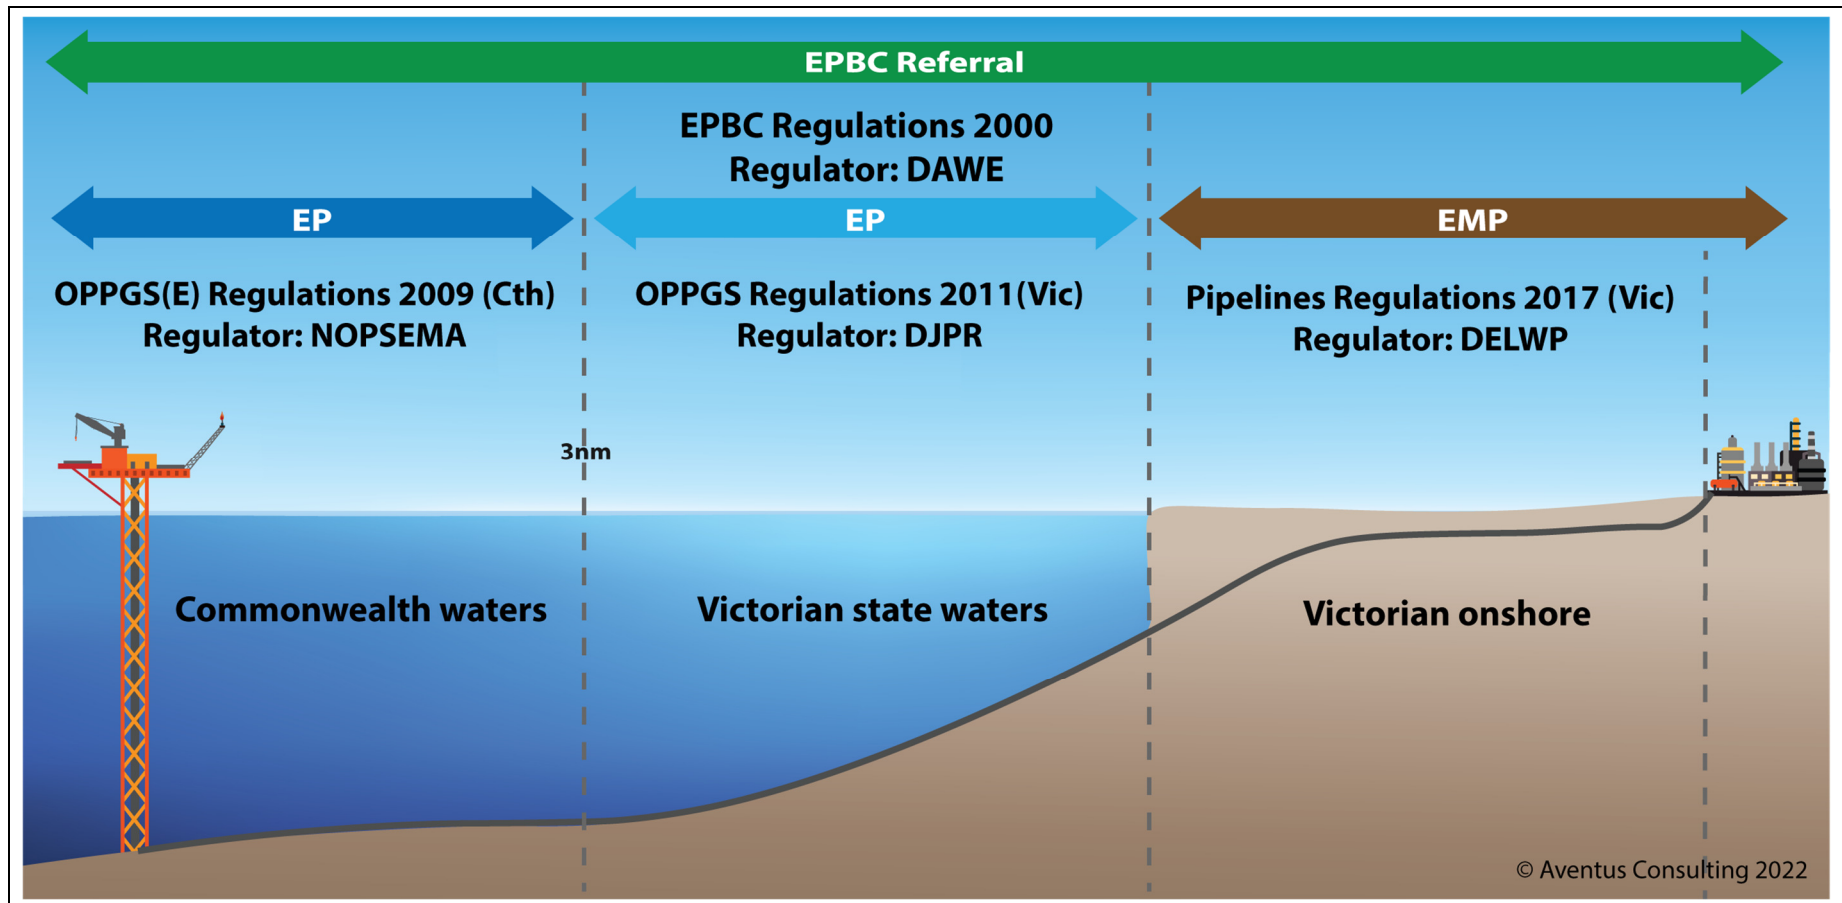 EPBC Referral
EPBC Regulations 2000
Regulator: DAWE
EP
EP
EMP
OPPGS(E) Regulations 2009 (Cth)
Regulator: NOPSEMA
OPPGS Regulations 2011(Vic)
Regulator: DJPR
Pipelines Regulations 2017 (Vic)
Regulator: DELWP
3nm
Commonwealth waters
Victorian state waters
Victorian onshore
© Aventus Consulting 2022